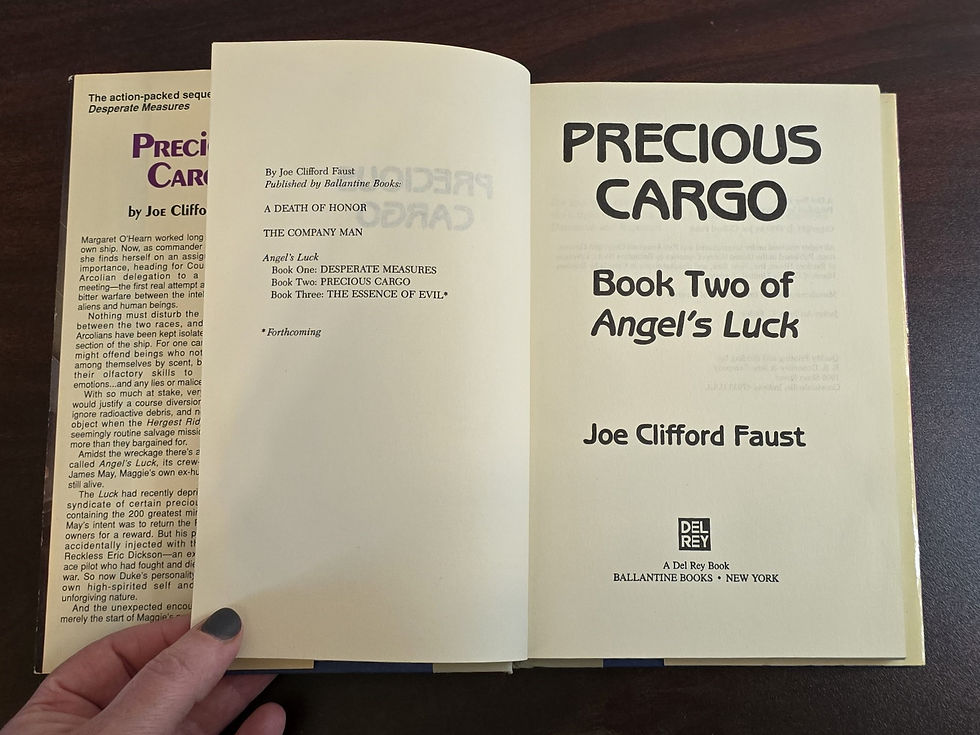 The action-packed
Desperate Measures
PRECI
CARG
by JOE CLIFFO
Margaret O'Hearn worked long
own ship. Now, as commander
she finds herself on an assig
importance, heading for Cou
Arcolian delegation to a
meeting—the first real attempt a
bitter warfare between the intel
aliens and human beings.
Nothing must disturb the
between the two races, and
Arcolians have been kept isolate
section of the ship. For one car
might offend beings who not
among themselves by scent, b
their olfactory skills to
emotions...and any lies or malice
With so much at stake, ver
would justify a course diversion
ignore radioactive debris, and n
object when the Hergest Rid
seemingly routine salvage missi
more than they bargained for.
Amidst the wreckage there's a
called Angel's Luck, its crew
James May, Maggie's own ex-hu
still alive.
The Luck had recently depri
syndicate of certain preciou
containing the 200 greatest min
May's intent was to return the
owners for a reward. But his p
accidentally injected with th
Reckless Eric Dickson—an ex
ace pilot who had fought and die
war. So now Duke's personality
own high-spirited self and
unforgiving nature.
And the unexpected encou
merely the start of Maggie's
By Joe Clifford Faust
Published by Ballantine Books:
A DEATH OF HONOR
THE COMPANY MAN
Angel's Luck
Book One: DESPERATE MEASURES
Book Two: PRECIOUS CARGO
Book Three: THE ESSENCE OF EVIL*
*Forthcoming
PRECIOUS
CARGO
Book Two of
Angel's Luck
Joe Clifford Faust
DEL
REY
A Del Rey Book
BALLANTINE BOOKS • NEW YORK